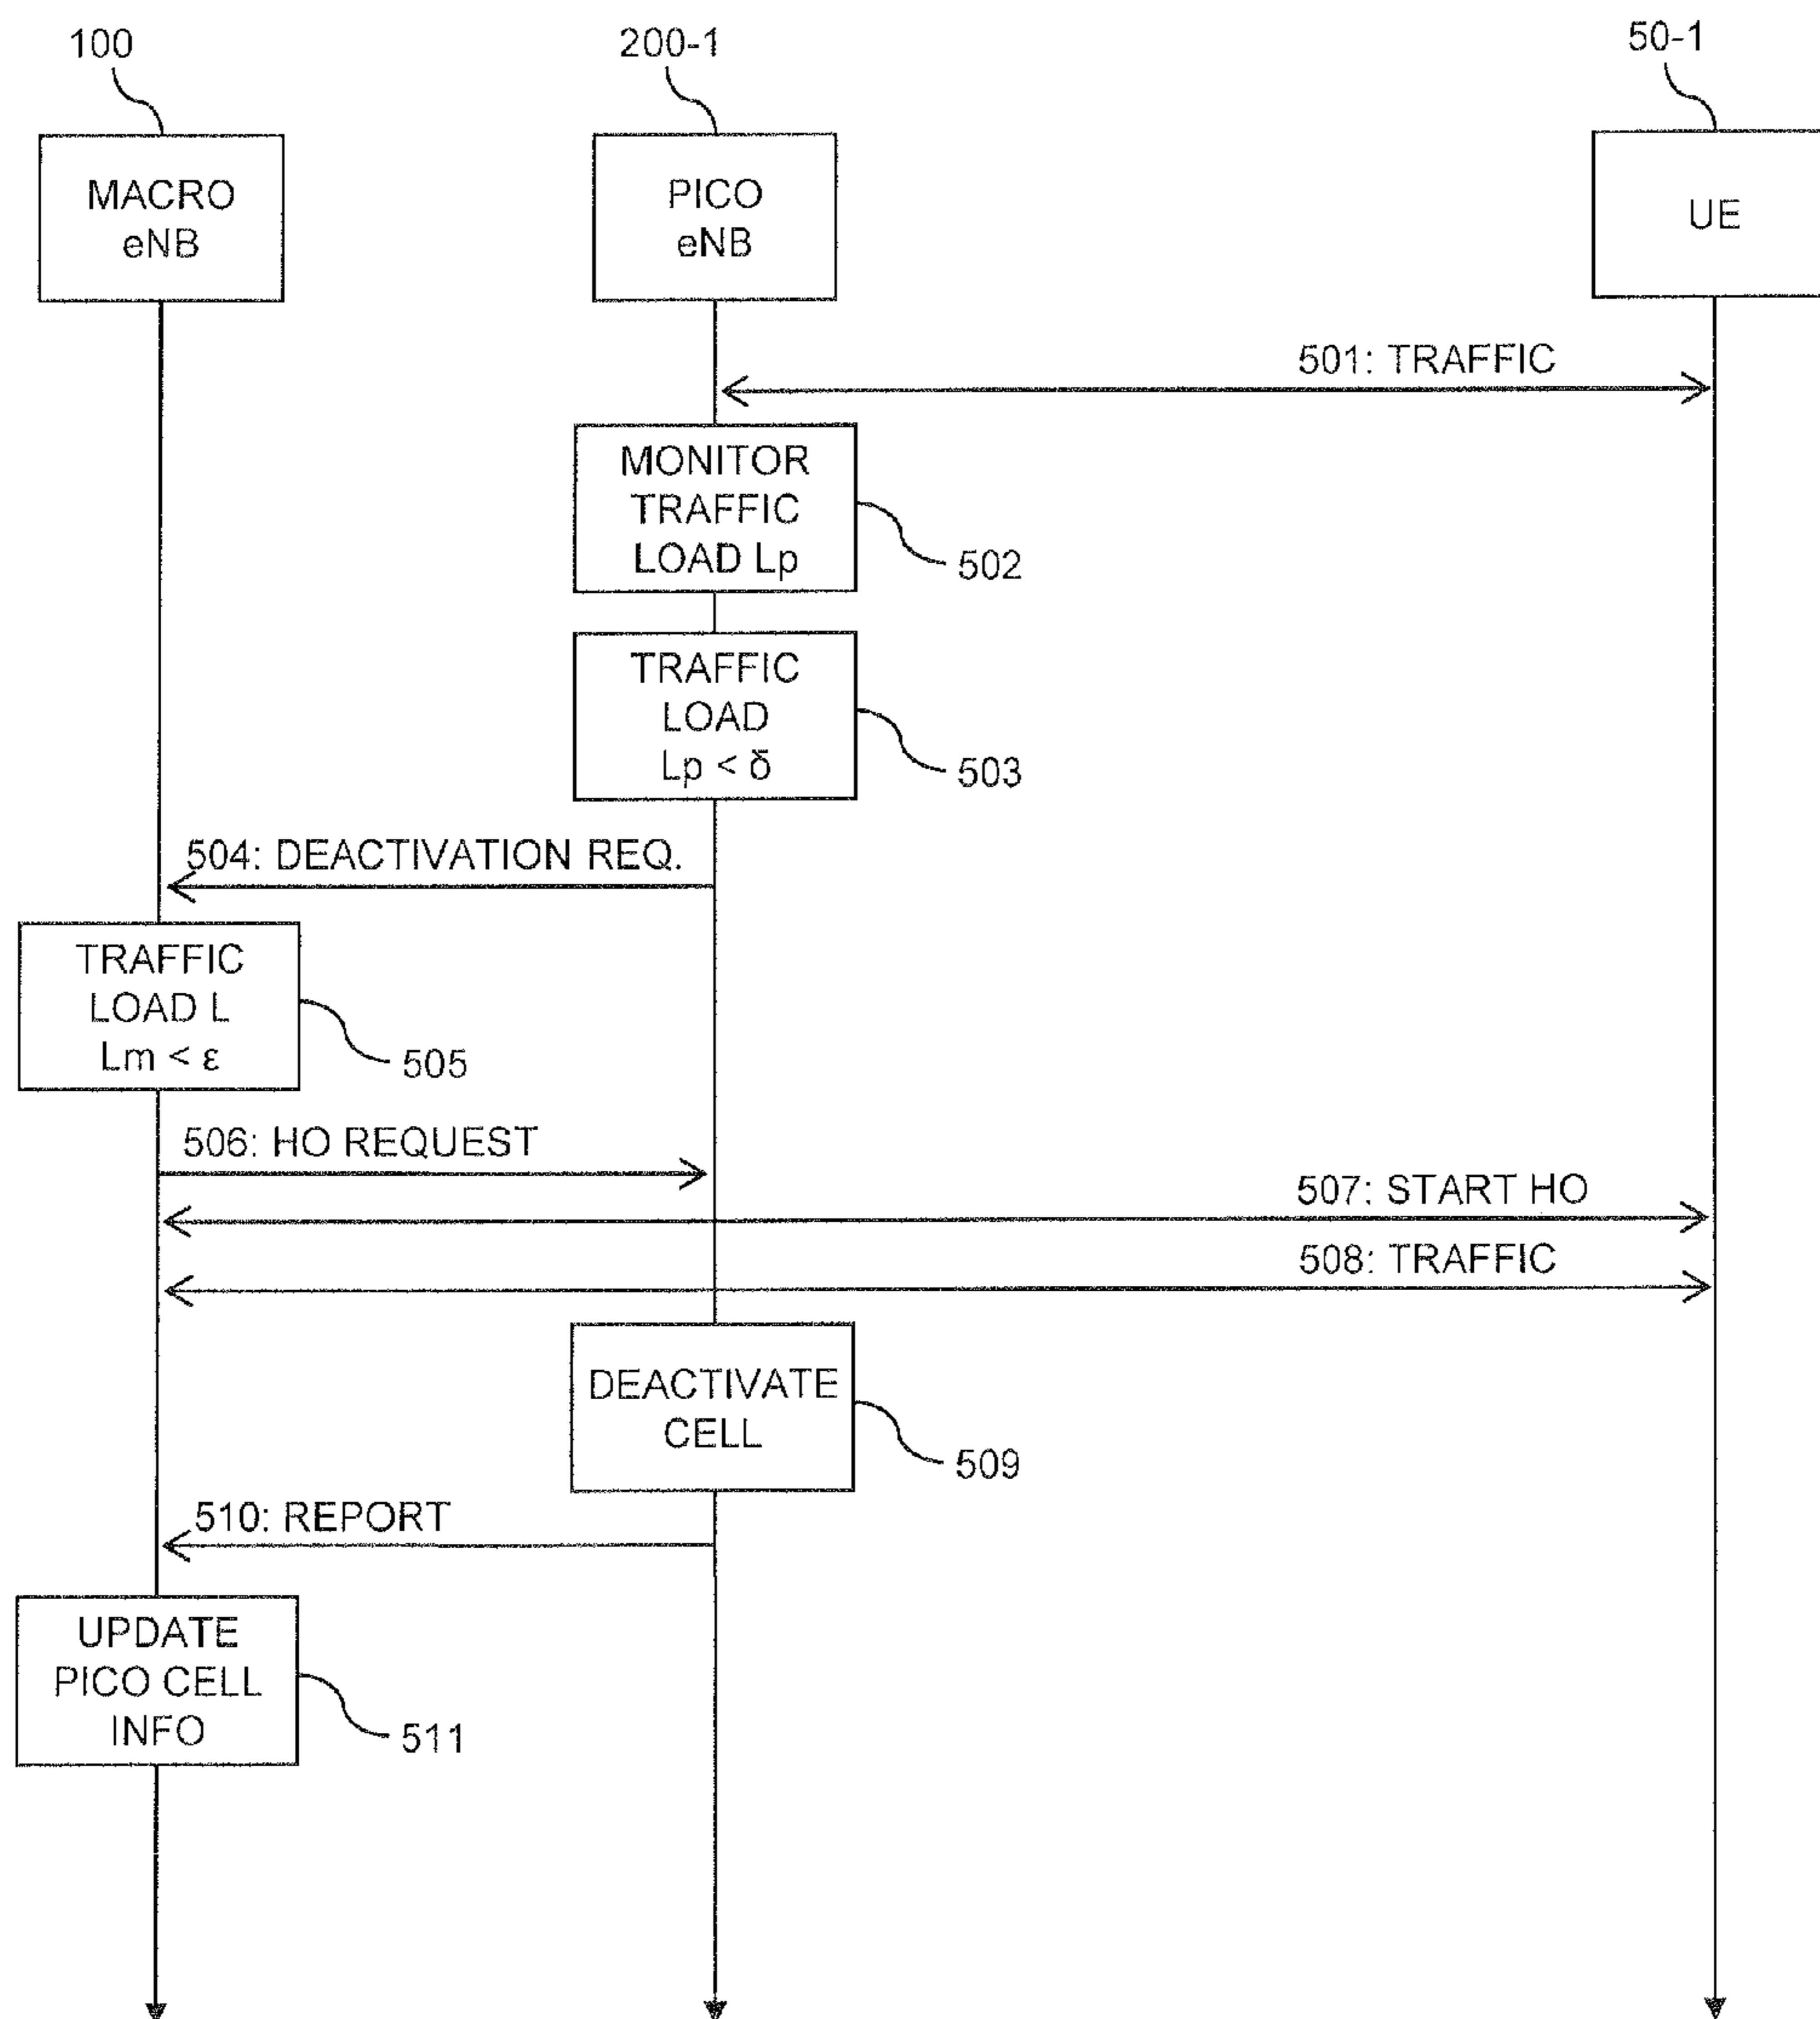 100
200-1
50-1
MACRO
eNB
PICO
eNB
UE
501: TRAFFIC
MONITOR
TRAFFIC
LOAD Lp
502
TRAFFIC
LOAD
Lp < δ
503
504: DEACTIVATION REQ.
TRAFFIC
LOAD L
Lm < ε
505
506: HO REQUEST
507: START HO
508: TRAFFIC
DEACTIVATE
CELL
509
510: REPORT
UPDATE
PICO CELL
INFO
511